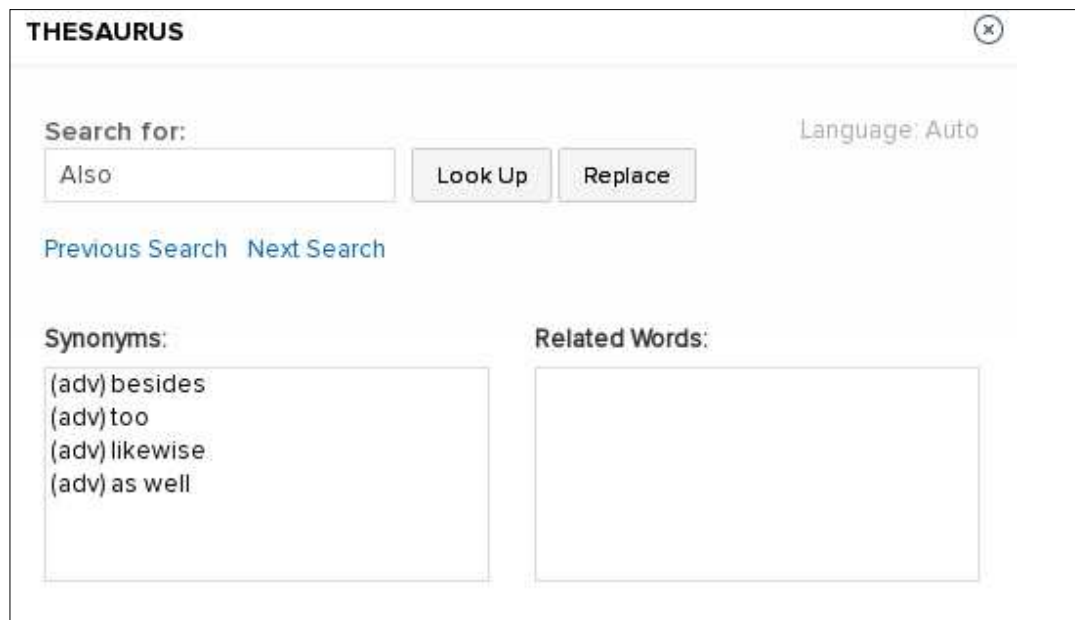 THESAURUS
Search for:
Language: Auto
Also
Look Up
Replace
Previous Search Next Search
Synonyms:
Related Words:
(adv) besides
(adv) too
(adv) likewise
(adv) as well